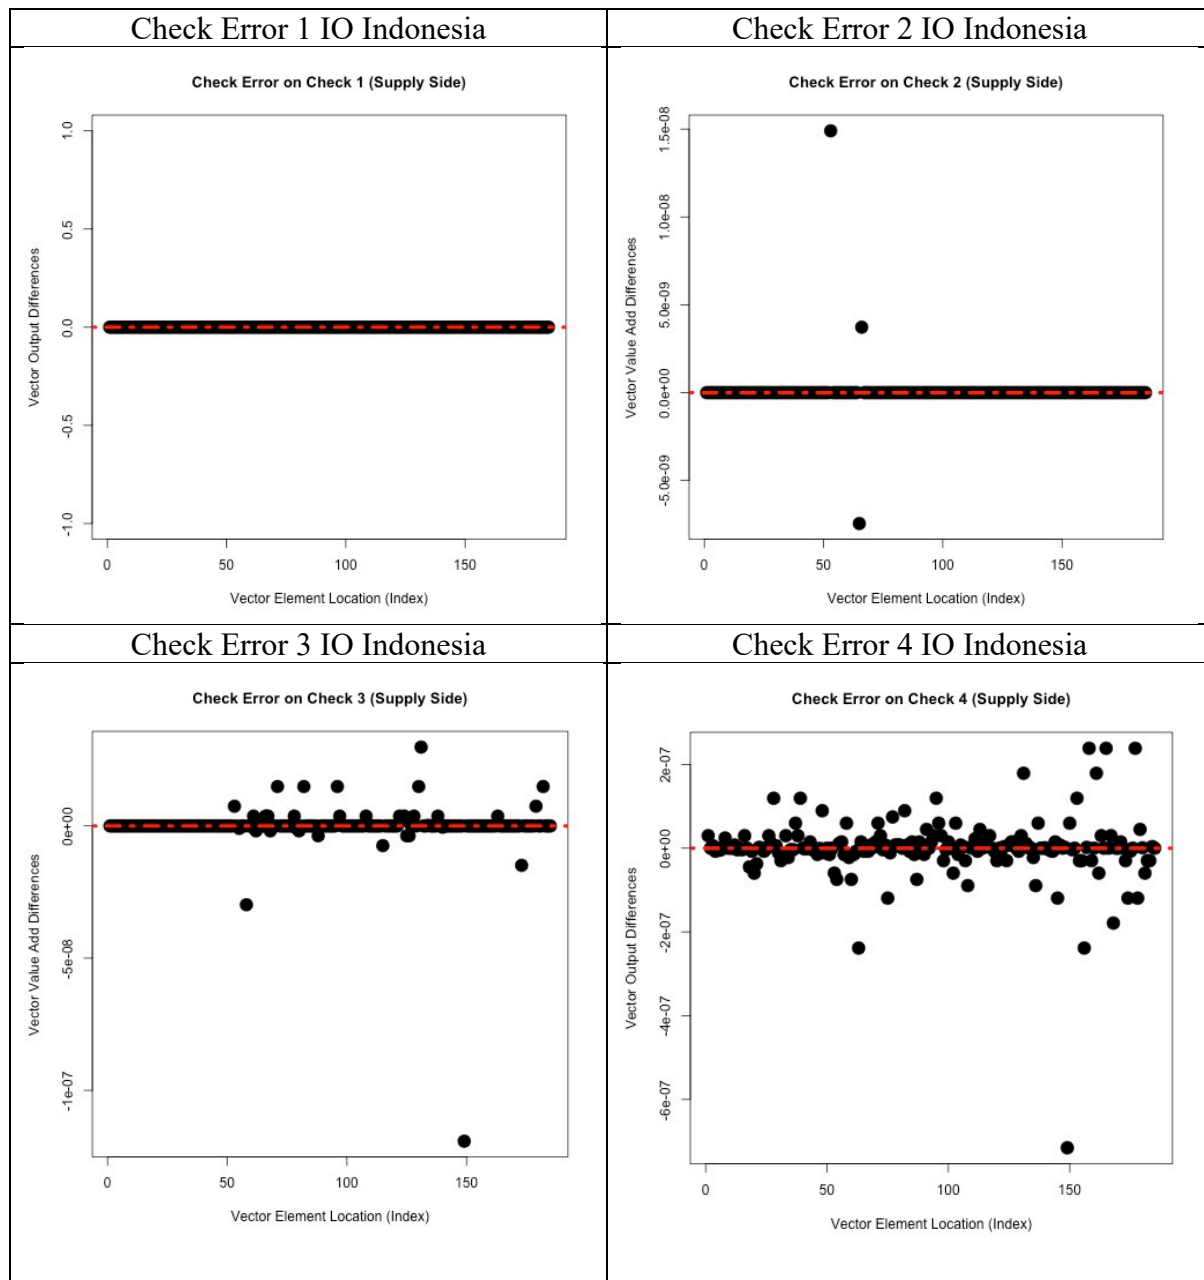 Check Error 1 IO Indonesia
Check Error 2 IO Indonesia
Check Error on Check 1 (Supply Side)
1.0
0.5
0.0
-0.5
-1.0
Vector Output Differences
0 50 100 150
Vector Element Location (Index)
Check Error on Check 2 (Supply Side)
1.5e-08
1.0e-08
5.0e-09
0.0e+00
-5.0e-09
Vector Value Add Differences
0 50 100 150
Vector Element Location (Index)
Check Error 3 IO Indonesia
Check Error 4 IO Indonesia
Check Error on Check 3 (Supply Side)
0e+00
-5e-08
-1e-07
Vector Value Add Differences
0 50 100 150
Vector Element Location (Index)
Check Error on Check 4 (Supply Side)
2e-07
0e+00
-2e-07
-4e-07
-6e-07
Vector Output Differences
0 50 100 150
Vector Element Location (Index)